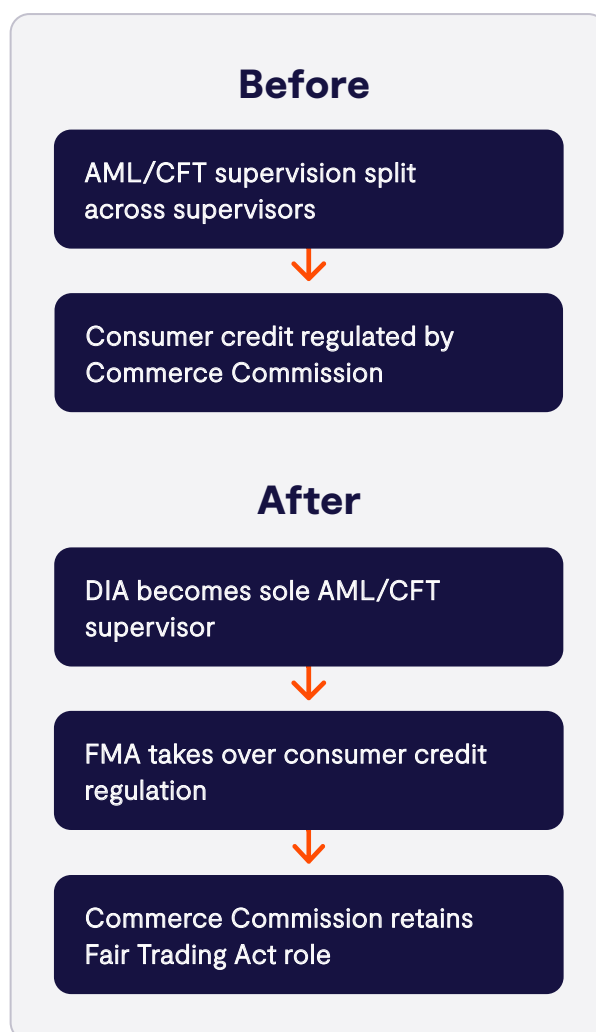 Before
AML/CFT supervision split
across supervisors
Consumer credit regulated by
Commerce Commission
After
DIA becomes sole AML/CFT
supervisor
FMA takes over consumer credit
regulation
Commerce Commission retains
Fair Trading Act role